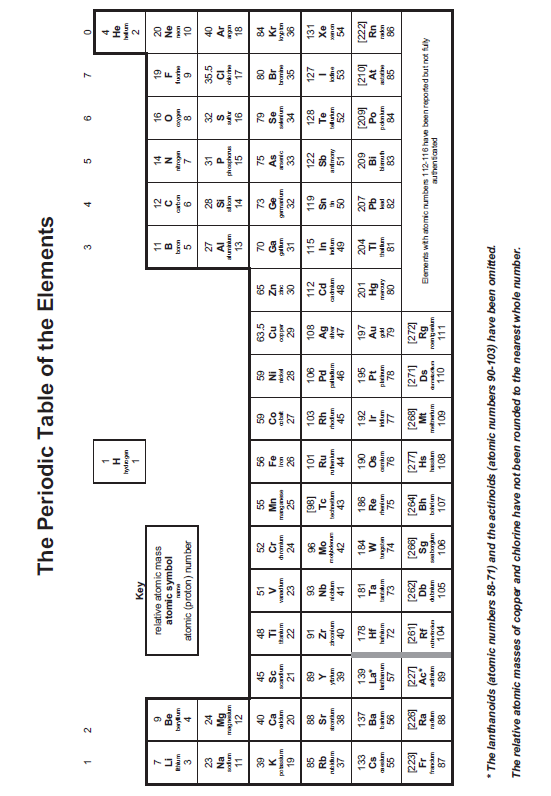 The Periodic Table of the Elements
1 2 3 4 5 6 7 0
1 4
H He
hydrogen helium
1 2
Key
relative atomic mass
atomic symbol
name
atomic (proton) number
7 9 11 12 14 16 19 20
Li Be B C N O F Ne
lithium beryllium boron carbon nitrogen oxygen fluorine neon
3 4 5 6 7 8 9 10
23 24 27 28 31 32 35.5 40
Na Mg Al Si P S Cl Ar
sodium magnesium aluminium silicon phosphorus sulfur chlorine argon
11 12 13 14 15 16 17 18
39 40 45 48 51 52 55 56 59 59 63.5 65 70 73 75 79 80 84
K Ca Sc Ti V Cr Mn Fe Co Ni Cu Zn Ga Ge As Se Br Kr
potassium calcium scandium titanium vanadium chromium manganese iron cobalt nickel copper zinc gallium germanium arsenic selenium bromine krypton
19 20 21 22 23 24 25 26 27 28 29 30 31 32 33 34 35 36
85 88 89 91 93 96 [98] 101 103 106 108 112 115 119 122 128 127 131
Rb Sr Y Zr Nb Mo Tc Ru Rh Pd Ag Cd In Sn Sb Te I Xe
rubidium strontium yttrium zirconium niobium molybdenum technetium ruthenium rhodium palladium silver cadmium indium tin antimony tellurium iodine xenon
37 38 39 40 41 42 43 44 45 46 47 48 49 50 51 52 53 54
133 137 139 178 181 184 186 190 192 195 197 201 204 207 209 [209] [210] [222]
Cs Ba La* Hf Ta W Re Os Ir Pt Au Hg Tl Pb Bi Po At Rn
caesium barium lanthanum hafnium tantalum tungsten rhenium osmium iridium platinum gold mercury thallium lead bismuth polonium astatine radon
55 56 57 72 73 74 75 76 77 78 79 80 81 82 83 84 85 86
[223] [226] [227] [261] [262] [266] [264] [277] [268] [271] [272]
Fr Ra Ac* Rf Db Sg Bh Hs Mt Ds Rg
francium radium actinium rutherfordium dubnium seaborgium bohrium hassium meitnerium darmstadtium roentgenium
87 88 89 104 105 106 107 108 109 110 111
Elements with atomic numbers 112-116 have been reported but not fully
authenticated
* The lanthanoids (atomic numbers 58-71) and the actinoids (atomic numbers 90-103) have been omitted.
The relative atomic masses of copper and chlorine have not been rounded to the nearest whole number.